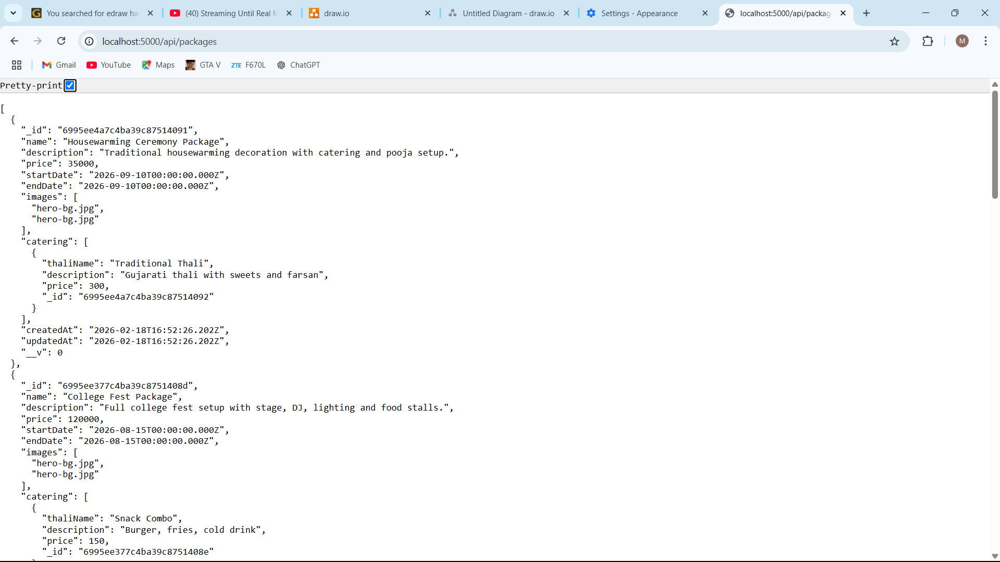 You searched for edraw ha
(40) Streaming Until Real M
draw.io
Untitled Diagram - draw.io
Settings - Appearance
localhost:5000/api/packag
localhost:5000/api/packages
M
Gmail
YouTube
Maps
GTA V
ZTE F670L
ChatGPT
Pretty-print
[
  {
    "_id": "6995ee4a7c4ba39c87514091",
    "name": "Housewarming Ceremony Package",
    "description": "Traditional housewarming decoration with catering and pooja setup.",
    "price": 35000,
    "startDate": "2026-09-10T00:00:00.000Z",
    "endDate": "2026-09-10T00:00:00.000Z",
    "images": [
      "hero-bg.jpg",
      "hero-bg.jpg"
    ],
    "catering": [
      {
        "thaliName": "Traditional Thali",
        "description": "Gujarati thali with sweets and farsan",
        "price": 300,
        "_id": "6995ee4a7c4ba39c87514092"
      }
    ],
    "createdAt": "2026-02-18T16:52:26.202Z",
    "updatedAt": "2026-02-18T16:52:26.202Z",
    "__v": 0
  },
  {
    "_id": "6995ee377c4ba39c8751408d",
    "name": "College Fest Package",
    "description": "Full college fest setup with stage, DJ, lighting and food stalls.",
    "price": 120000,
    "startDate": "2026-08-15T00:00:00.000Z",
    "endDate": "2026-08-15T00:00:00.000Z",
    "images": [
      "hero-bg.jpg",
      "hero-bg.jpg"
    ],
    "catering": [
      {
        "thaliName": "Snack Combo",
        "description": "Burger, fries, cold drink",
        "price": 150,
        "_id": "6995ee377c4ba39c8751408e"